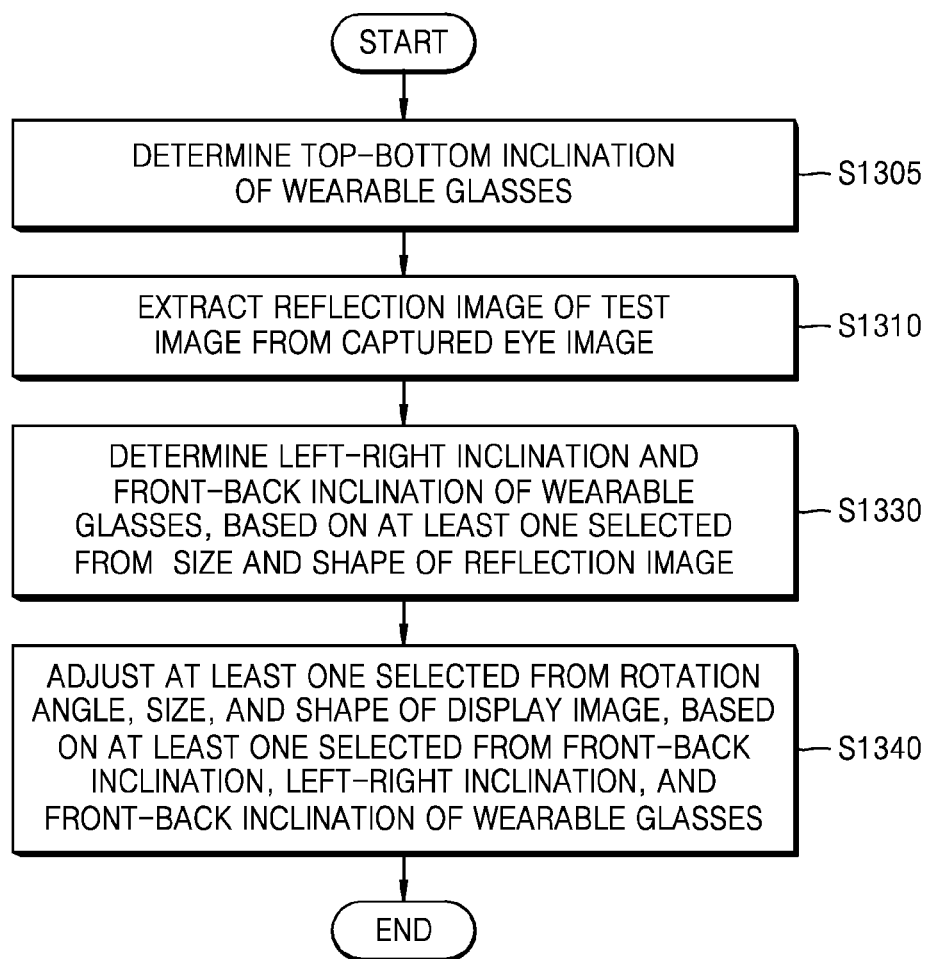 START
DETERMINE TOP-BOTTOM INCLINATION
OF WEARABLE GLASSES
S1305
EXTRACT REFLECTION IMAGE OF TEST
IMAGE FROM CAPTURED EYE IMAGE
S1310
DETERMINE LEFT-RIGHT INCLINATION AND
FRONT-BACK INCLINATION OF WEARABLE
GLASSES, BASED ON AT LEAST ONE SELECTED
FROM SIZE AND SHAPE OF REFLECTION IMAGE
S1330
ADJUST AT LEAST ONE SELECTED FROM ROTATION
ANGLE, SIZE, AND SHAPE OF DISPLAY IMAGE, BASED
ON AT LEAST ONE SELECTED FROM FRONT-BACK
INCLINATION, LEFT-RIGHT INCLINATION, AND
FRONT-BACK INCLINATION OF WEARABLE GLASSES
S1340
END